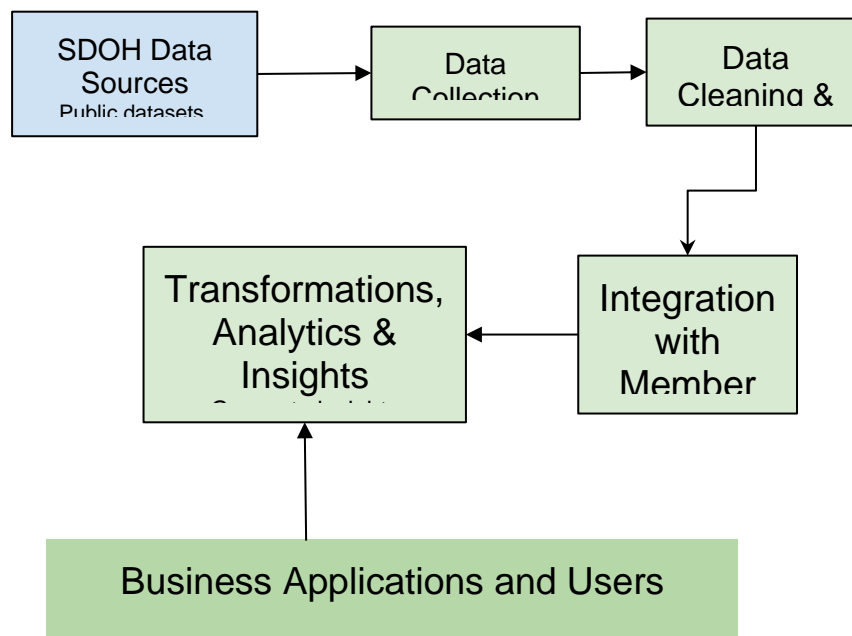 SDOH Data
Sources
Public datasets
Data
Collection
Data
Cleaning &
Integration
with
Member
Transformations,
Analytics &
Insights
Business Applications and Users